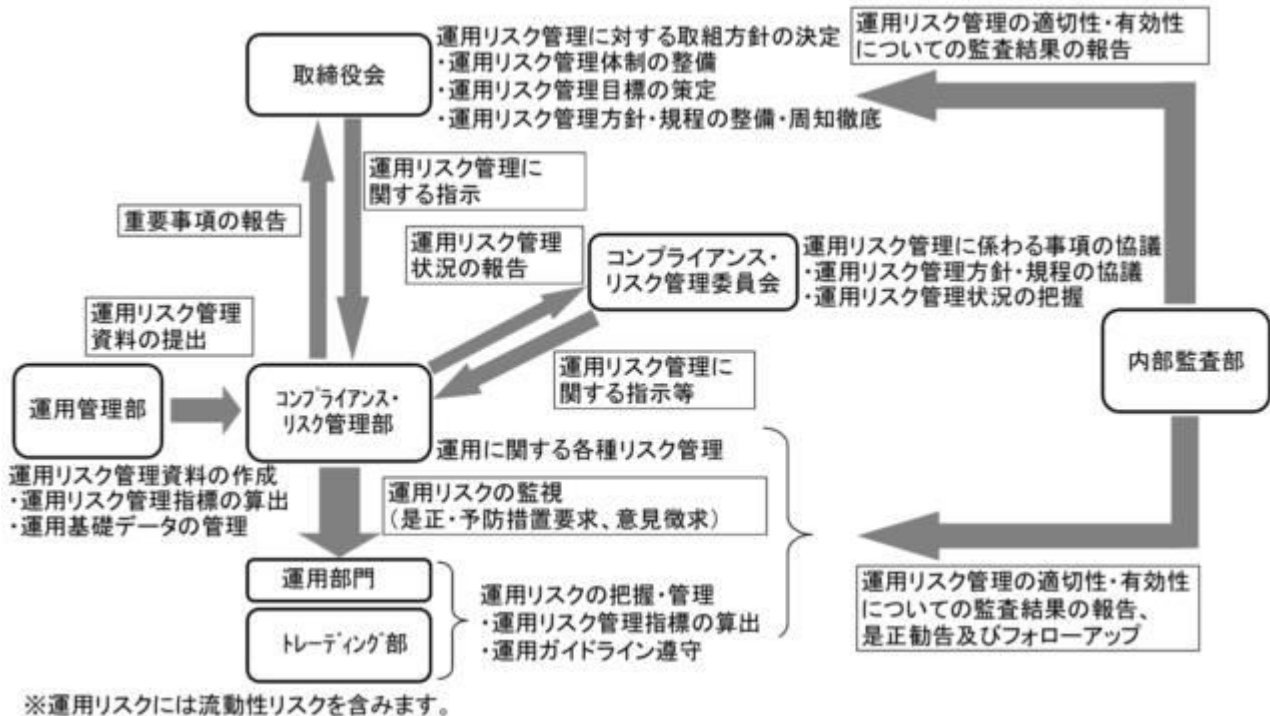 運用リスク管理に対する取組方針の決定
・運用リスク管理体制の整備
・運用リスク管理目標の策定
・運用リスク管理方針・規程の整備・周知徹底
取締役会
運用リスク管理の適切性・有効性
についての監査結果の報告
運用リスク管理に
関する指示
重要事項の報告
運用リスク管理
状況の報告
コンプライアンス・
リスク管理委員会
運用リスク管理に係わる事項の協議
・運用リスク管理方針・規程の協議
・運用リスク管理状況の把握
運用リスク管理
資料の提出
内部監査部
運用リスク管理に
関する指示等
運用管理部
コンプライアンス・
リスク管理部
運用に関する各種リスク管理
運用リスク管理資料の作成
・運用リスク管理指標の算出
・運用基礎データの管理
運用リスクの監視
（是正・予防措置要求、意見徴求）
運用部門
トレーディング部
運用リスクの把握・管理
・運用リスク管理指標の算出
・運用ガイドライン遵守
運用リスク管理の適切性・有効性
についての監査結果の報告、
是正勧告及びフォローアップ
※運用リスクには流動性リスクを含みます。